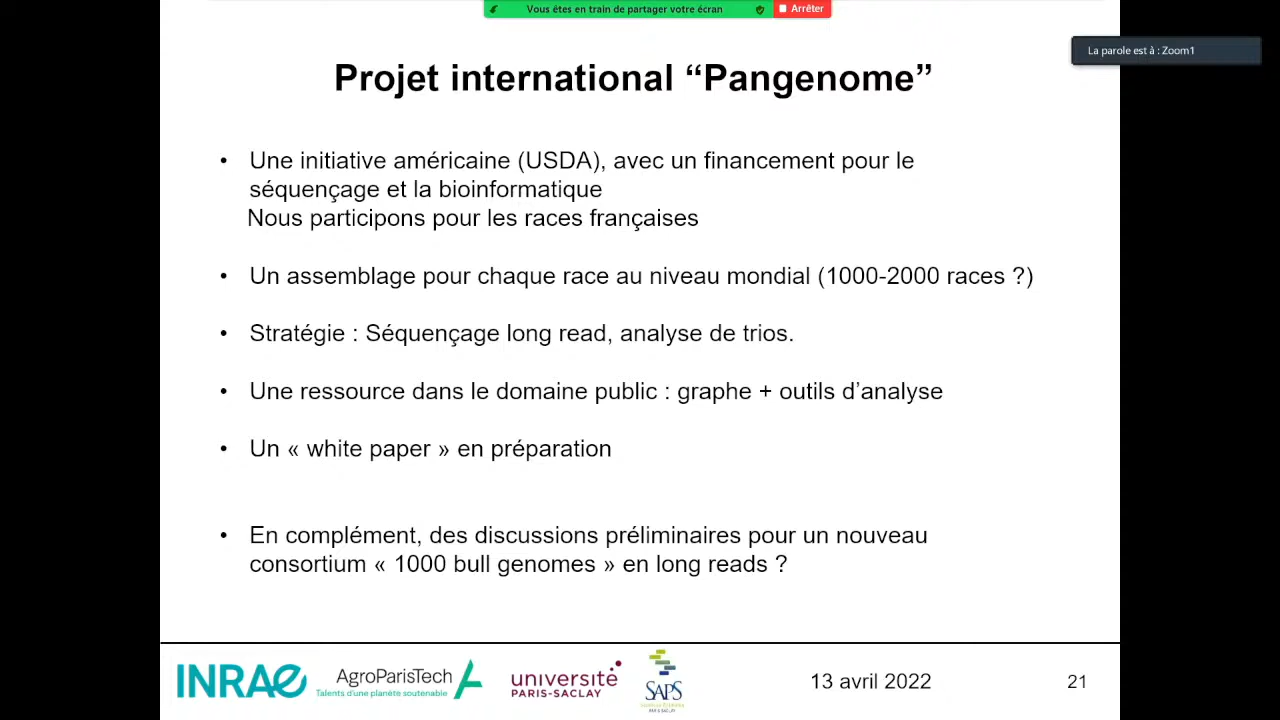 Vous êtes en train de partager votre écran
Arrêter
La parole est à : Zoom1
Projet international “Pangenome”
• Une initiative américaine (USDA), avec un financement pour le
séquençage et la bioinformatique
Nous participons pour les races françaises
• Un assemblage pour chaque race au niveau mondial (1000-2000 races ?)
• Stratégie : Séquençage long read, analyse de trios.
• Une ressource dans le domaine public : graphe + outils d’analyse
• Un « white paper » en préparation
• En complément, des discussions préliminaires pour un nouveau
consortium « 1000 bull genomes » en long reads ?
INRAE
AgroParisTech
Talents d'une planète soutenable
université
PARIS-SACLAY
SAPS
13 avril 2022
21